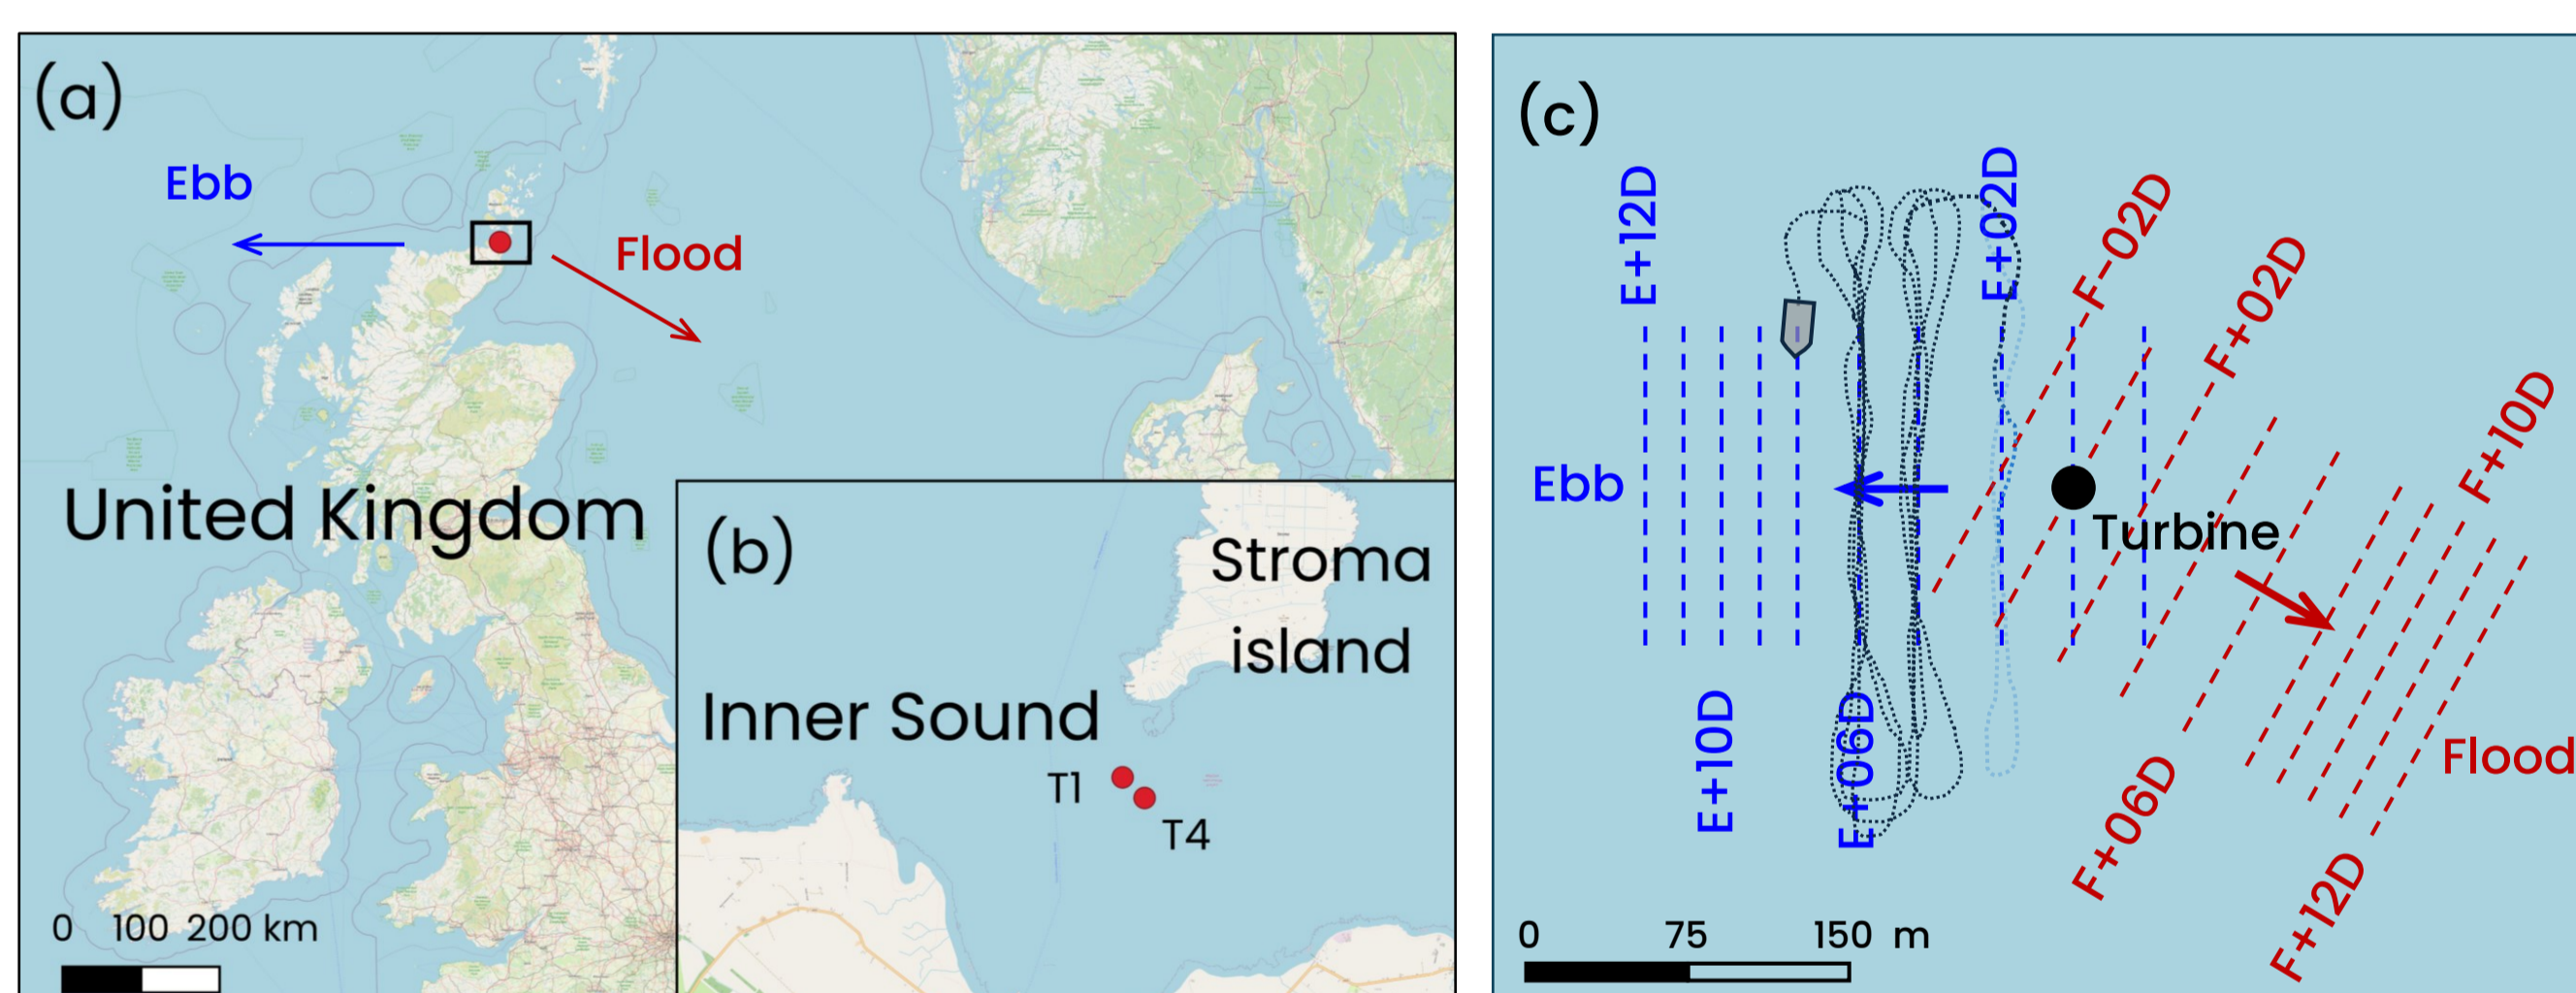 (a)
Ebb
Flood
United Kingdom
0 100 200 km
(b)
Stroma
island
Inner Sound
T1
T4
(c)
E+12D
E+02D
F-02D
F+02D
F+10D
Ebb
Turbine
E+10D
E+06D
Flood
F+06D
F+12D
0 75 150 m